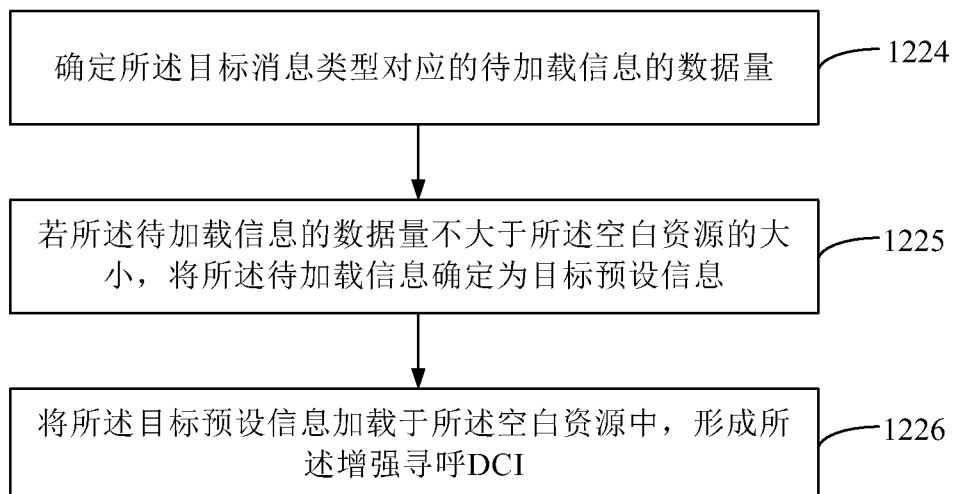 确定所述目标消息类型对应的待加载信息的数据量
1224
若所述待加载信息的数据量不大于所述空白资源的大
小，将所述待加载信息确定为目标预设信息
1225
将所述目标预设信息加载于所述空白资源中，形成所
述增强寻呼DCI
1226